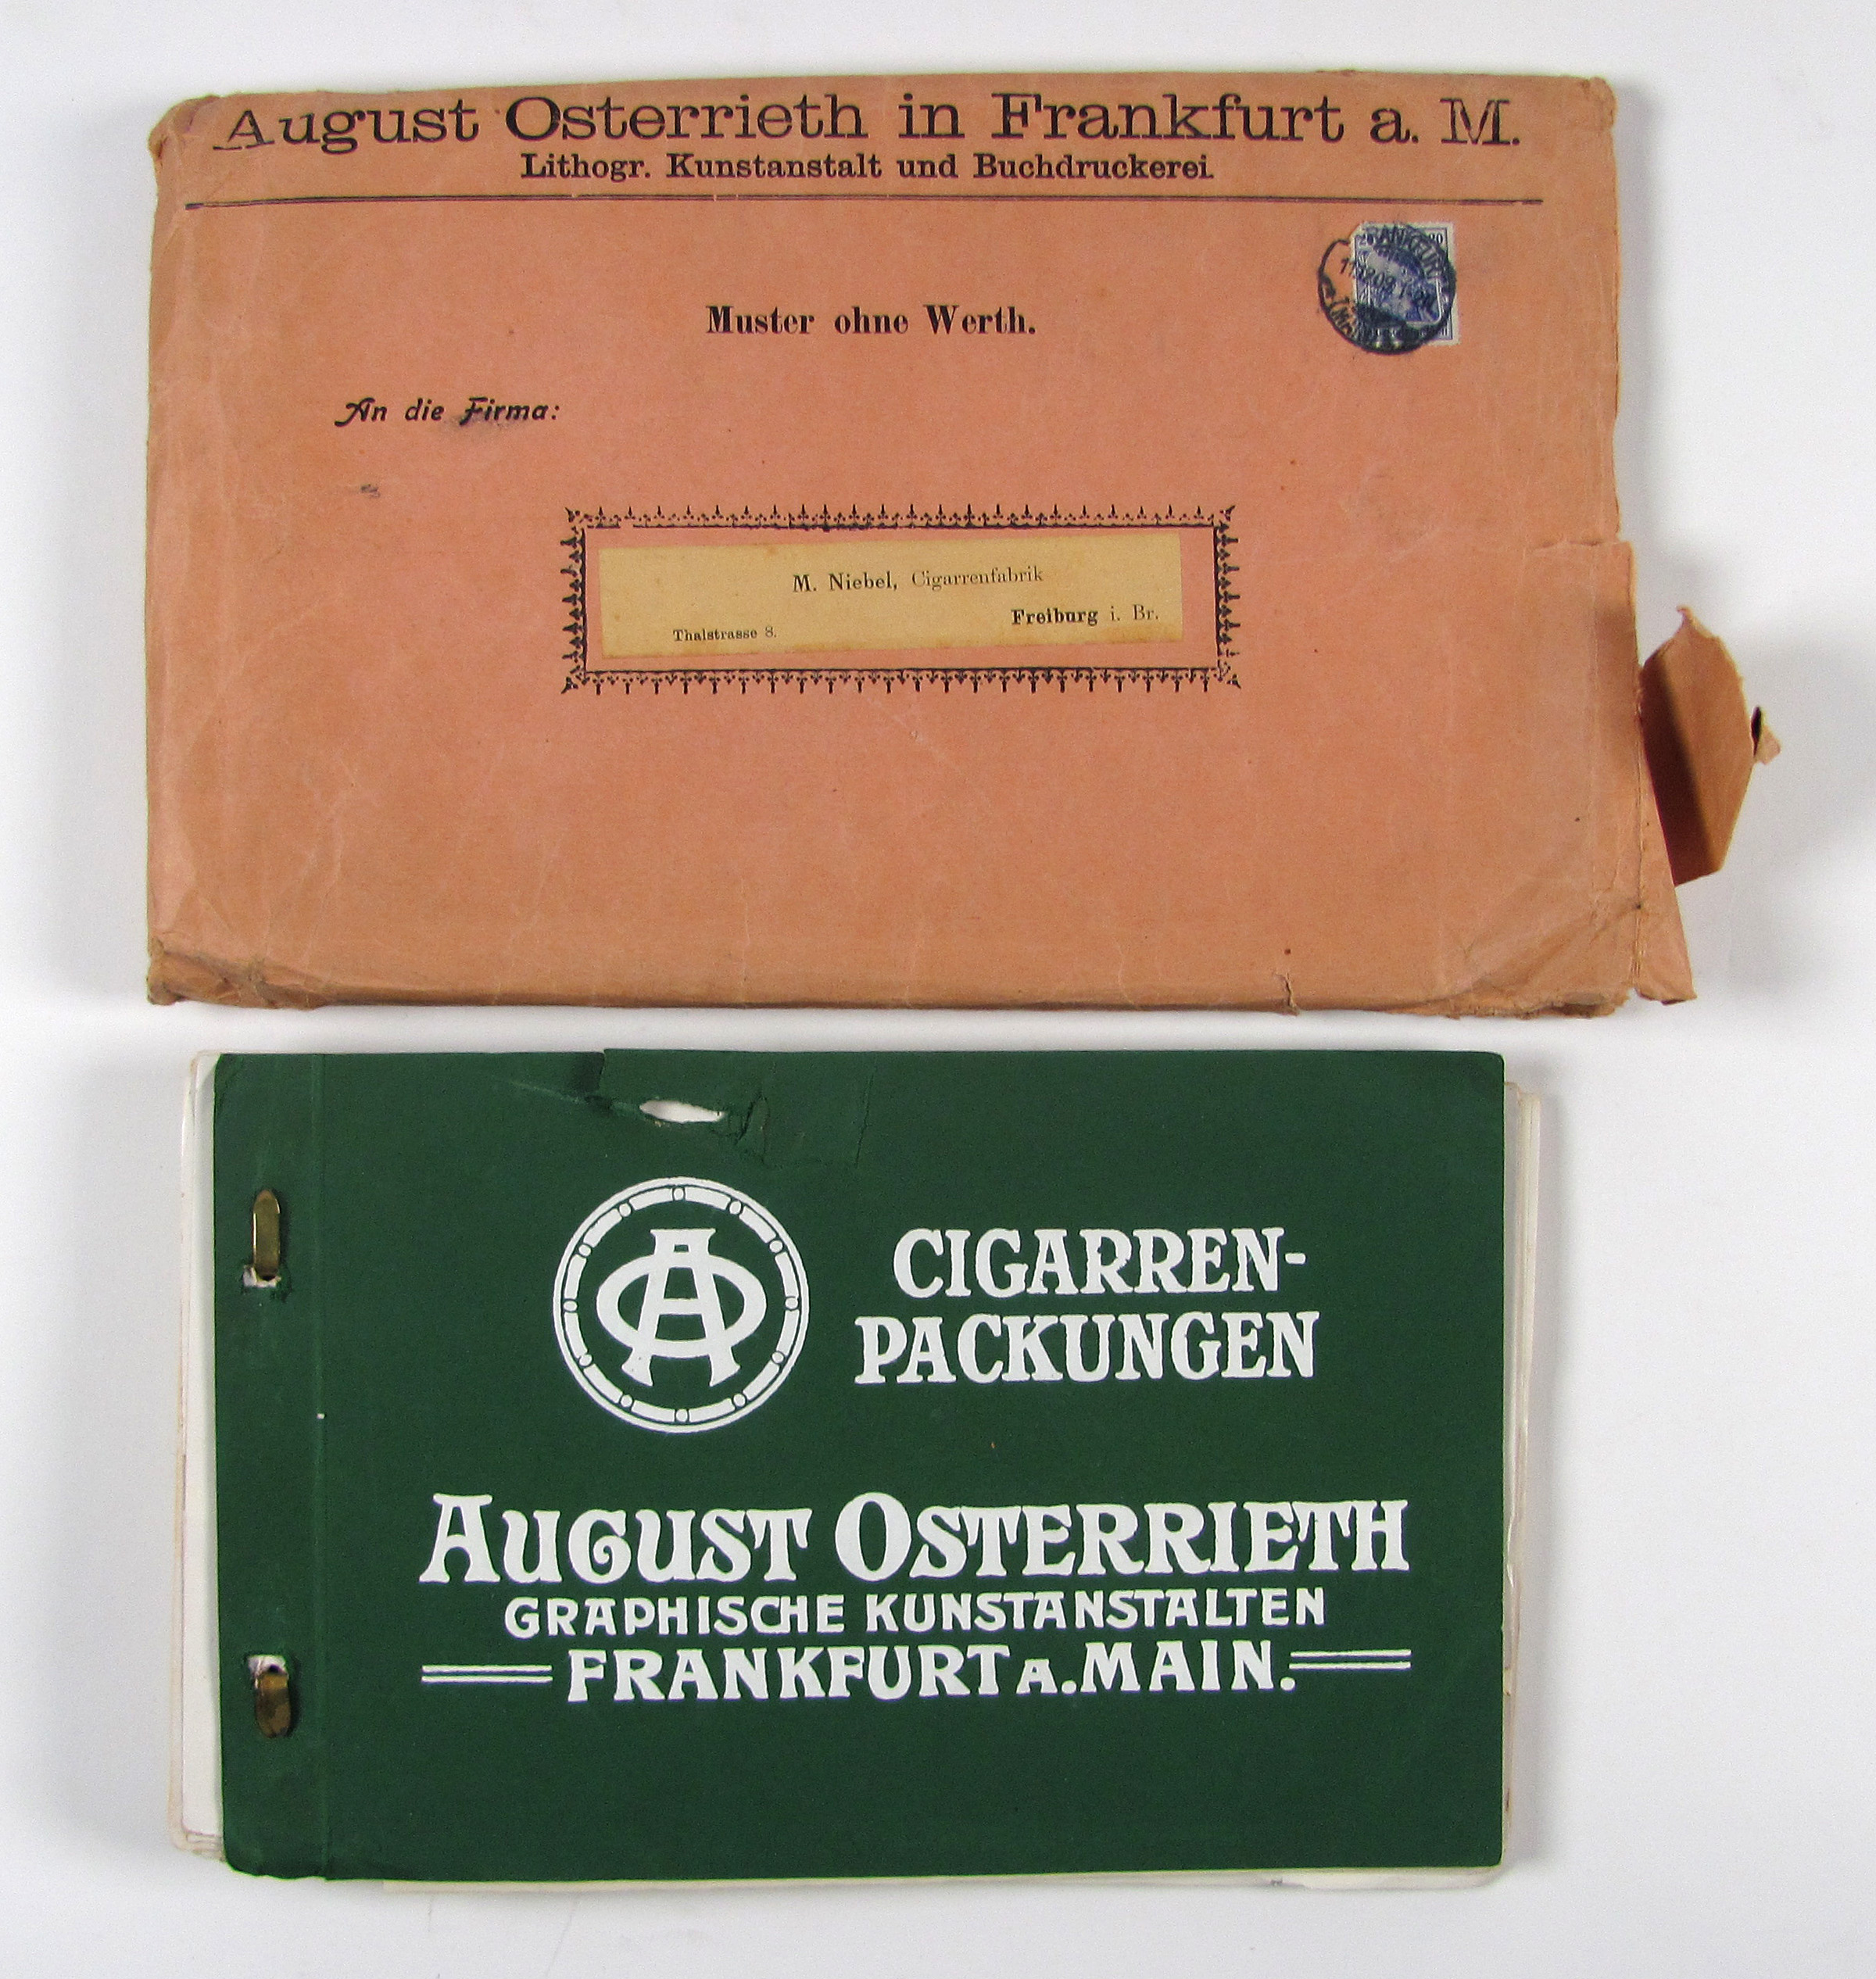 August Osterrieth in Frankfurt a. M.
Lithogr. Kunstanstalt und Buchdruckerei.
Muster ohne Werth.
An die Firma:
M. Niebel, Cigarrenfabrik
Freiburg i. Br.
Thalstrasse 8.
CIGARREN-
PACKUNGEN
AUGUST OSTERRIETH
GRAPHISCHE KUNSTANSTALTEN
FRANKFURT A. MAIN.